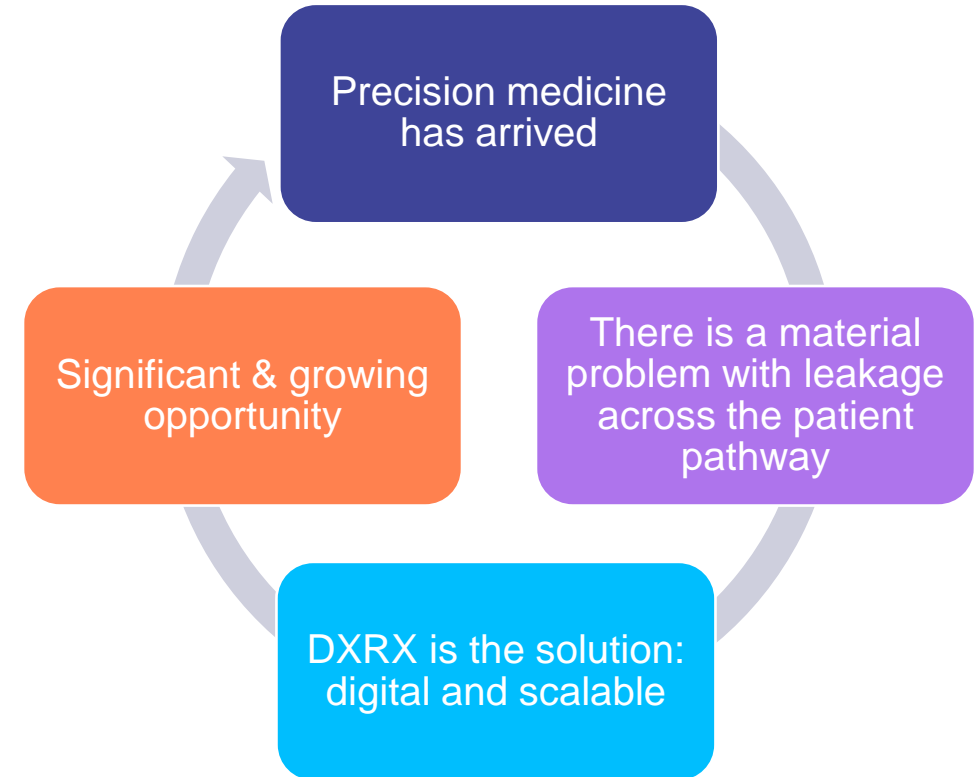 Precision medicine
has arrived
There is a material
problem with leakage
across the patient
pathway
DXRX is the solution:
digital and scalable
Significant & growing
opportunity